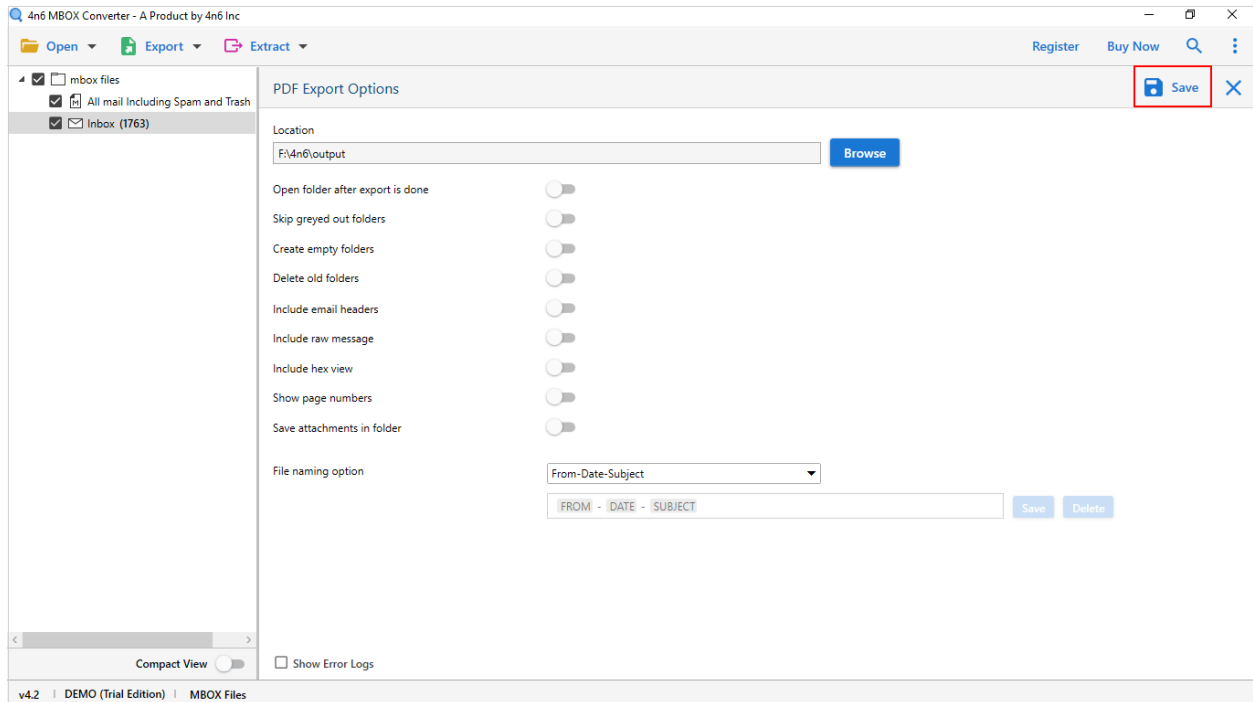 4n6 MBOX Converter - A Product by 4n6 Inc
Open Export Extract Register Buy Now
mbox files
All mail Including Spam and Trash
Inbox (1763)
PDF Export Options Save
Location
F:\4n6\output Browse
Open folder after export is done
Skip greyed out folders
Create empty folders
Delete old folders
Include email headers
Include raw message
Include hex view
Show page numbers
Save attachments in folder
File naming option From-Date-Subject
FROM - DATE - SUBJECT Save Delete
Compact View Show Error Logs
v4.2 | DEMO (Trial Edition) | MBOX Files